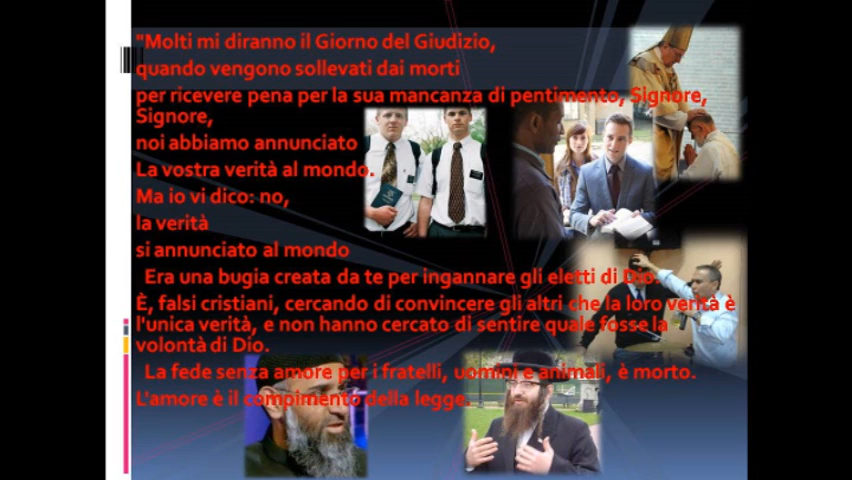 "Molti mi diranno il Giorno del Giudizio,
quando vengono sollevati dai morti
per ricevere pena per la sua mancanza di pentimento, Signore,
Signore,
noi abbiamo annunciato
La vostra verità al mondo.
Ma io vi dico: no,
la verità
si annunciato al mondo
Era una bugia creata da te per ingannare gli eletti di Dio.
È, falsi cristiani, cercando di convincere gli altri che la loro verità è
l'unica verità, e non hanno cercato di sentire quale fosse la
volontà di Dio.
La fede senza amore per i fratelli, uomini e animali, è morto.
L'amore è il compimento della legge.